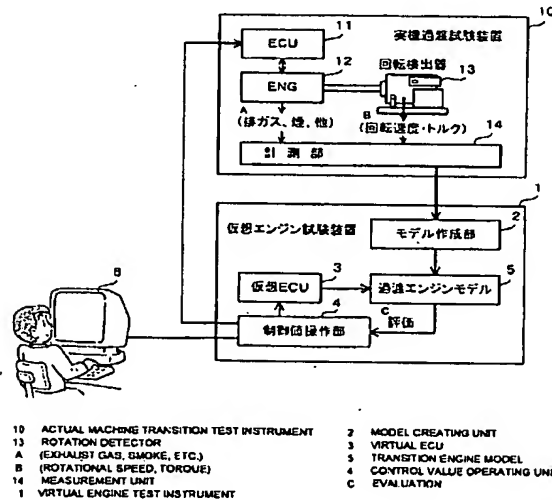 10
11
ECU
実機過渡試験装置
12
回転検出器
13
ENG
A
(排ガス、煙、他)
B
(回転速度・トルク)
14
計測部
1
仮想エンジン試験装置
2
モデル作成部
8
仮想ECU
3
過渡エンジンモデル
5
4
C
評価
制御値操作部
10 ACTUAL MACHINE TRANSITION TEST INSTRUMENT
13 ROTATION DETECTOR
A (EXHAUST GAS, SMOKE, ETC.)
B (ROTATIONAL SPEED, TORQUE)
14 MEASUREMENT UNIT
1 VIRTUAL ENGINE TEST INSTRUMENT
2 MODEL CREATING UNIT
3 VIRTUAL ECU
5 TRANSITION ENGINE MODEL
4 CONTROL VALUE OPERATING UNIT
C EVALUATION